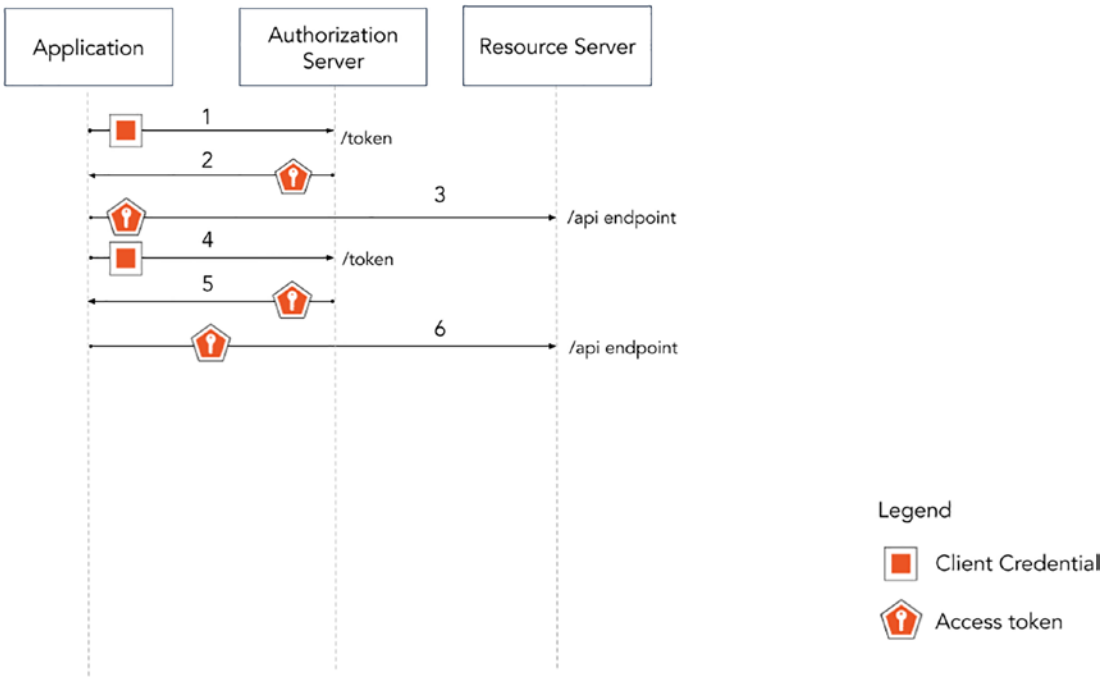 Application
Authorization
Server
Resource Server
1
/token
2
3
/api endpoint
4
/token
5
6
/api endpoint
Legend
Client Credential
Access token